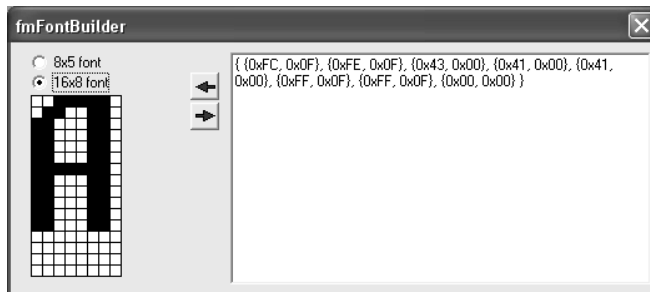 fmFontBuilder
8x5 font
16x8 font
{ {0xFC, 0x0F}, {0xFE, 0x0F}, {0x43, 0x00}, {0x41, 0x00}, {0x41,
0x00}, {0xFF, 0x0F}, {0xFF, 0x0F}, {0x00, 0x00} }